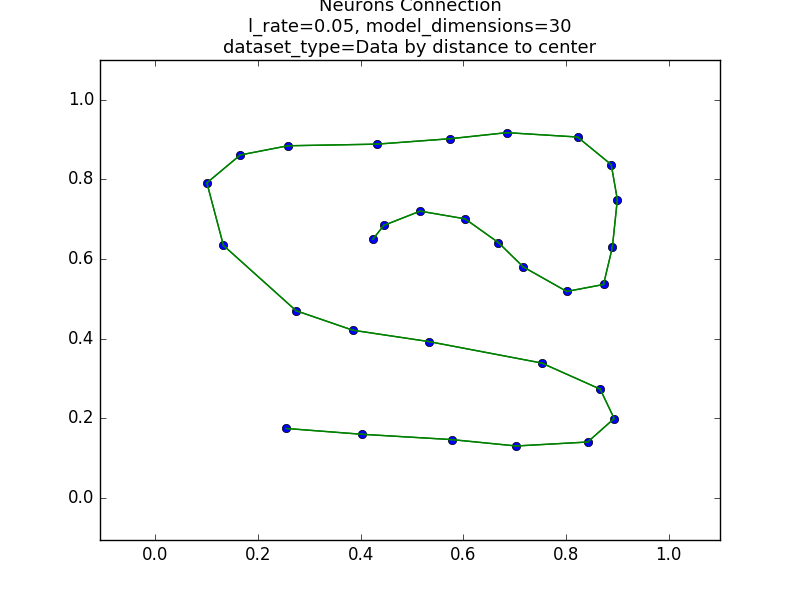 Neurons Connection
l_rate=0.05, model_dimensions=30
dataset_type=Data by distance to center
1.0
0.8
0.6
0.4
0.2
0.0
0.0 0.2 0.4 0.6 0.8 1.0